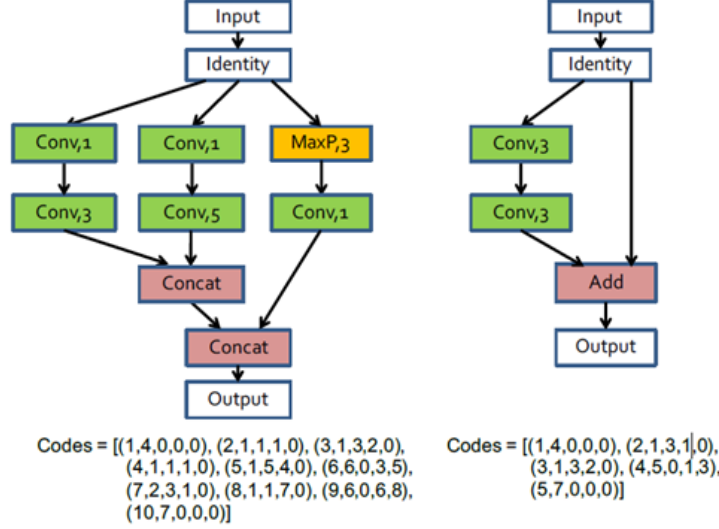 Input
Identity
Conv,1
Conv,1
MaxP,3
Conv,3
Conv,5
Conv,1
Concat
Concat
Output
Codes = [(1,4,0,0,0), (2,1,1,1,0), (3,1,3,2,0),
(4,1,1,1,0), (5,1,5,4,0), (6,6,0,3,5),
(7,2,3,1,0), (8,1,1,7,0), (9,6,0,6,8),
(10,7,0,0,0)]
Input
Identity
Conv,3
Conv,3
Add
Output
Codes = [(1,4,0,0,0), (2,1,3,1,0),
(3,1,3,2,0), (4,5,0,1,3),
(5,7,0,0,0)]